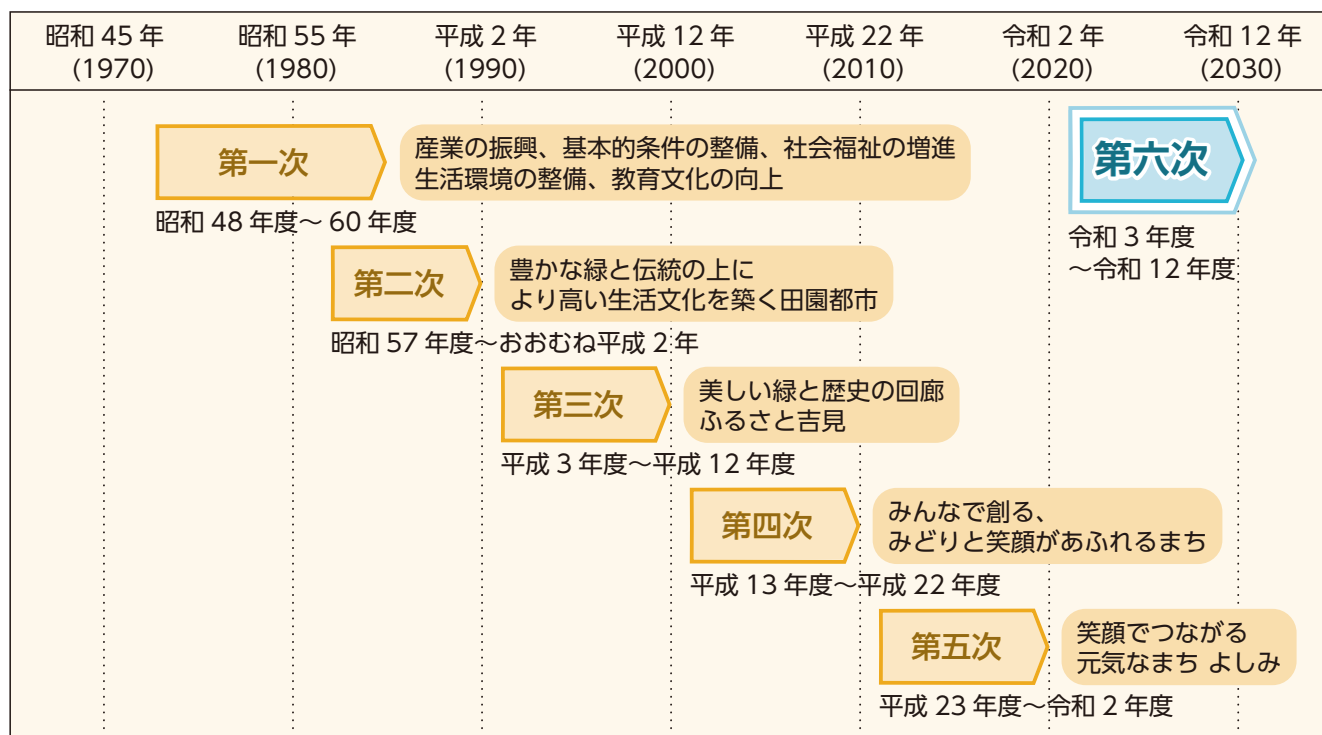 昭和 45 年
(1970)
昭和 55 年
(1980)
平成 2 年
(1990)
平成 12 年
(2000)
平成 22 年
(2010)
令和 2 年
(2020)
令和 12 年
(2030)
第一次
産業の振興、基本的条件の整備、社会福祉の増進
生活環境の整備、教育文化の向上
昭和 48 年度～ 60 年度
第六次
令和 3 年度
～令和 12 年度
第二次
豊かな緑と伝統の上に
より高い生活文化を築く田園都市
昭和 57 年度～おおむね平成 2 年
第三次
美しい緑と歴史の回廊
ふるさと吉見
平成 3 年度～平成 12 年度
第四次
みんなで創る、
みどりと笑顔があふれるまち
平成 13 年度～平成 22 年度
第五次
笑顔でつながる
元気なまち よしみ
平成 23 年度～令和 2 年度